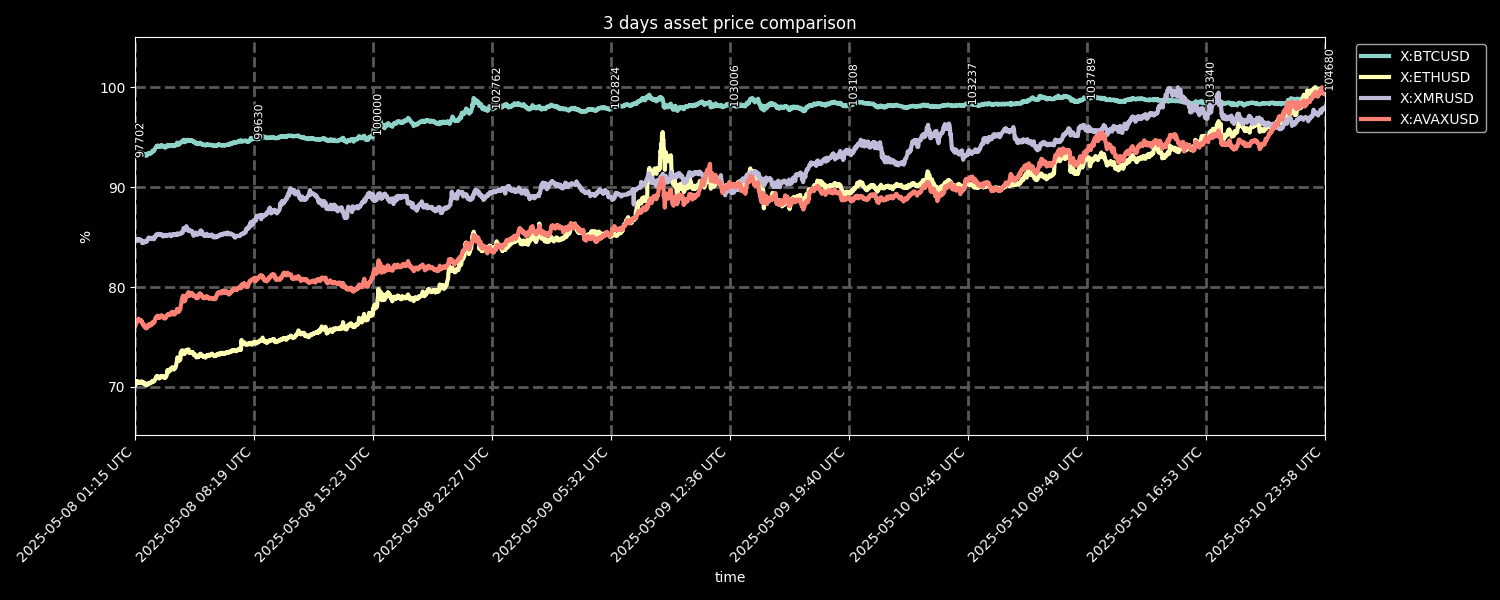 3 days asset price comparison
X:BTCUSD
X:ETHUSD
X:XMRUSD
X:AVAXUSD
100
90
80
70
%
97702
99630
100000
102762
102824
103006
103108
103237
103789
103340
104680
2025-05-08 01:15 UTC
2025-05-08 08:19 UTC
2025-05-08 15:23 UTC
2025-05-08 22:27 UTC
2025-05-09 05:32 UTC
2025-05-09 12:36 UTC
2025-05-09 19:40 UTC
2025-05-10 02:45 UTC
2025-05-10 09:49 UTC
2025-05-10 16:53 UTC
2025-05-10 23:58 UTC
time